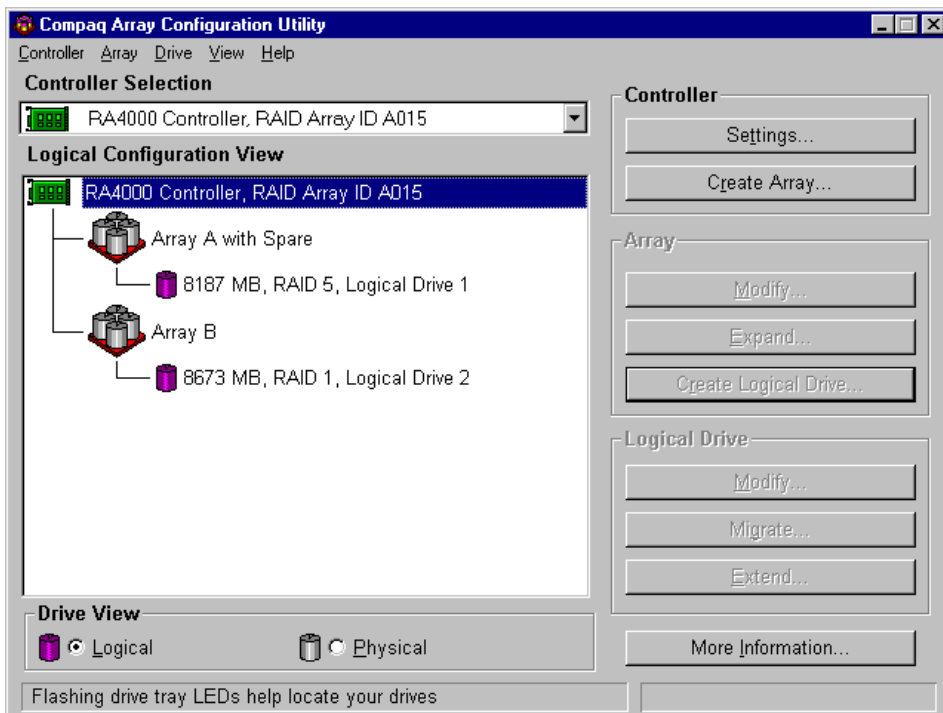 Compaq Array Configuration Utility
Controller Array Drive View Help
Controller Selection
RA4000 Controller, RAID Array ID A015
Logical Configuration View
RA4000 Controller, RAID Array ID A015
Array A with Spare
8187 MB, RAID 5, Logical Drive 1
Array B
8673 MB, RAID 1, Logical Drive 2
Drive View
Logical
Physical
Flashing drive tray LEDs help locate your drives
Controller
Settings...
Create Array...
Array
Modify...
Expand...
Create Logical Drive...
Logical Drive
Modify...
Migrate...
Extend...
More Information...